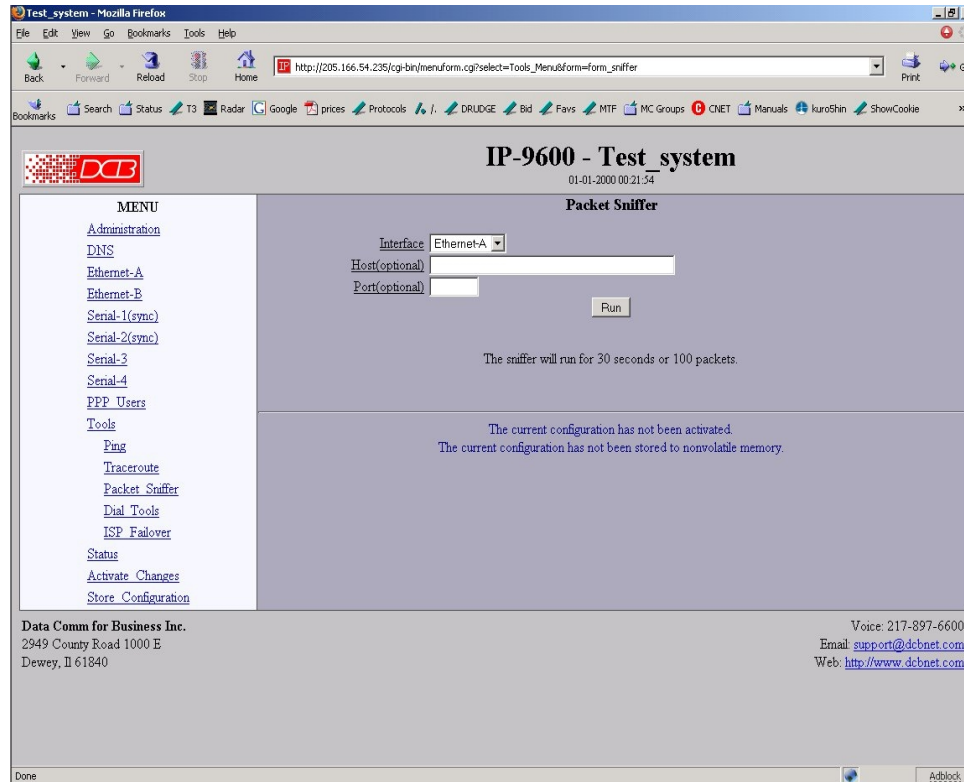 Test_system - Mozilla Firefox
File Edit View Go Bookmarks Tools Help
Back Forward Reload Stop Home
IP http://205.166.54.235/cgi-bin/menuform.cgi?select=Tools_Menu&form=form_sniffer
Print
Bookmarks Search Status T3 Radar Google prices Protocols /. DRUDGE Bid Favs MTF MC Groups CNET Manuals kuro5hin ShowCookie »
DCB
IP-9600 - Test_system
01-01-2000 00:21:54
MENU
Administration
DNS
Ethernet-A
Ethernet-B
Serial-1(sync)
Serial-2(sync)
Serial-3
Serial-4
PPP Users
Tools
Ping
Traceroute
Packet Sniffer
Dial Tools
ISP Failover
Status
Activate Changes
Store Configuration
Packet Sniffer
Interface Ethernet-A
Host(optional)
Port(optional)
Run
The sniffer will run for 30 seconds or 100 packets.
The current configuration has not been activated.
The current configuration has not been stored to nonvolatile memory.
Data Comm for Business Inc.
2949 County Road 1000 E
Dewey, Il 61840
Voice: 217-897-6600
Email: support@dcbnet.com
Web: http://www.dcbnet.com
Done
Adblock